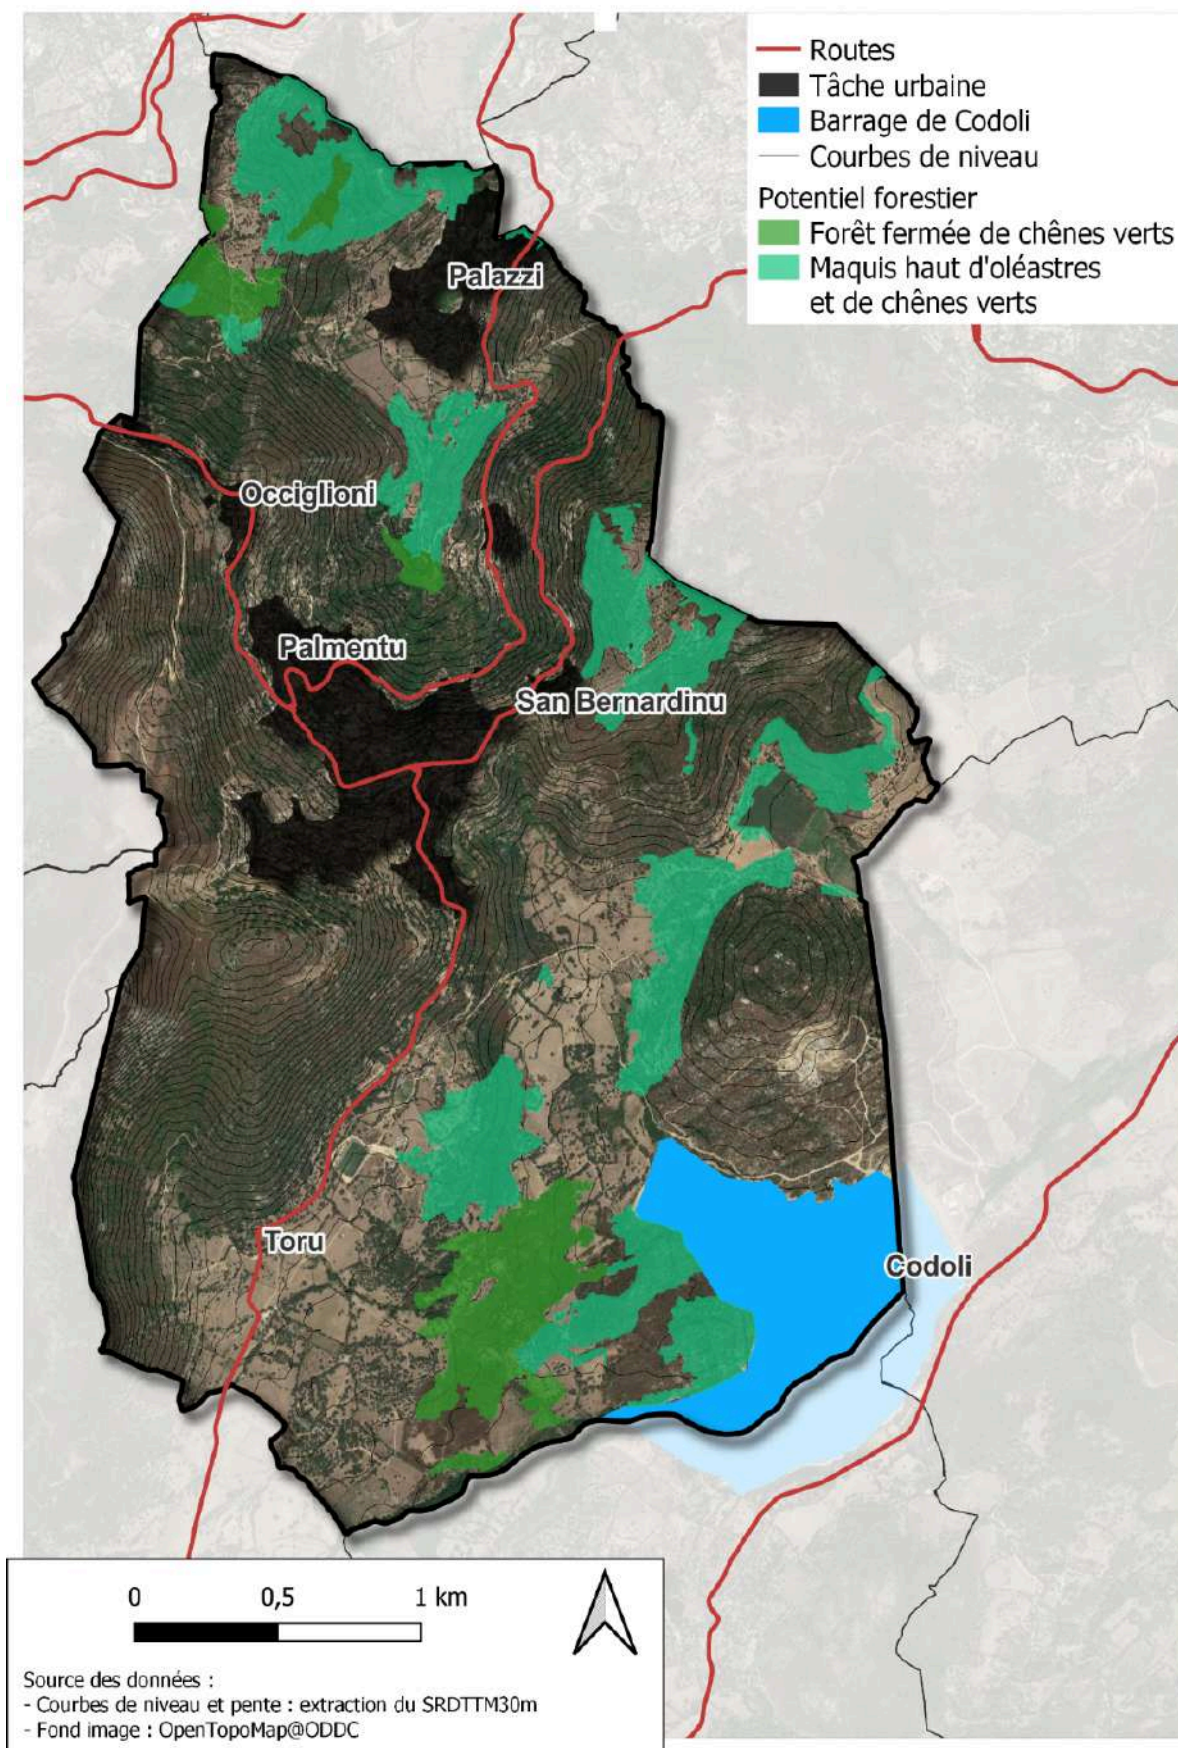 Routes
Tâche urbaine
Barrage de Codoli
Courbes de niveau
Potentiel forestier
Forêt fermée de chênes verts
Maquis haut d'oléastres
et de chênes verts
Palazzi
Occiglioni
Palmentu
San Bernardinu
Toru
Codoli
0 0,5 1 km
Source des données :
- Courbes de niveau et pente : extraction du SRDTTM30m
- Fond image : OpenTopoMap@ODDC